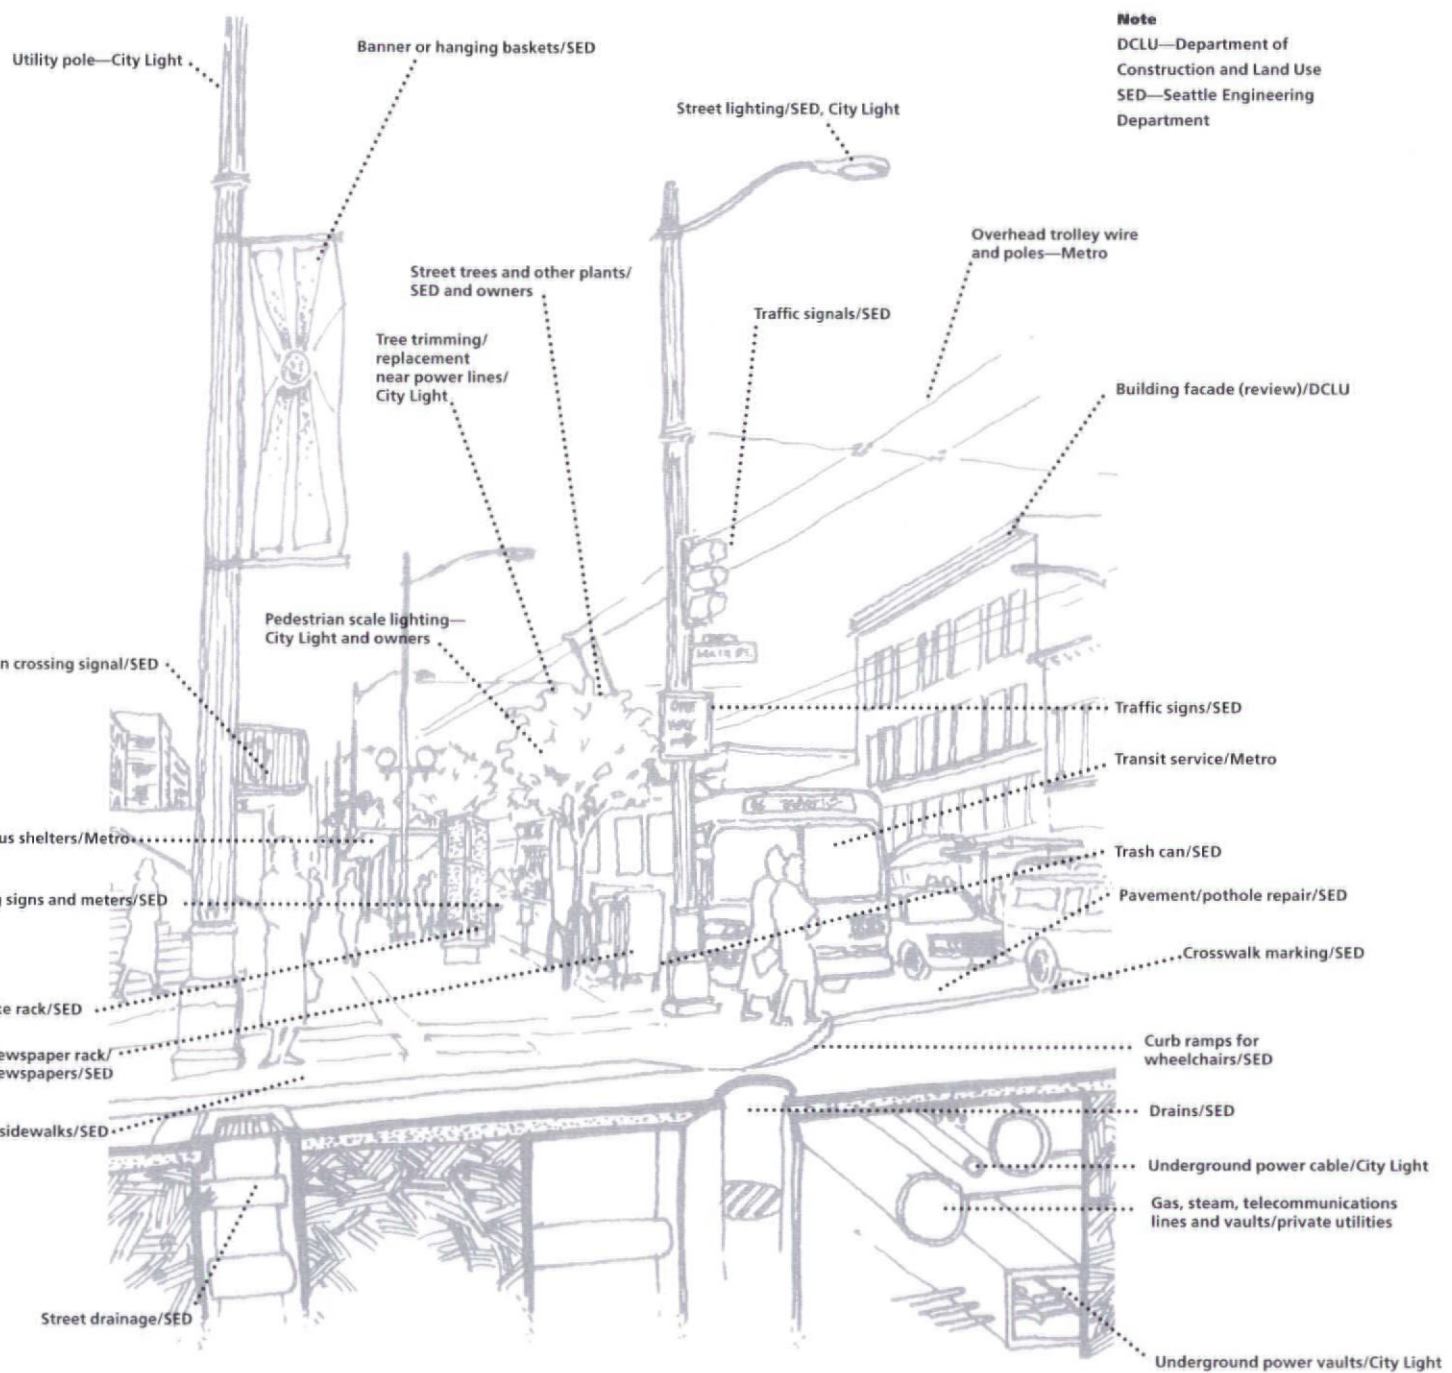 Note
DCLU—Department of
Construction and Land Use
SED—Seattle Engineering
Department
Utility pole—City Light
Banner or hanging baskets/SED
Street lighting/SED, City Light
Overhead trolley wire
and poles—Metro
Street trees and other plants/
SED and owners
Traffic signals/SED
Tree trimming/
replacement
near power lines/
City Light
Building facade (review)/DCLU
Pedestrian scale lighting—
City Light and owners
n crossing signal/SED
MAIN ST.
ONE
WAY
Traffic signs/SED
Transit service/Metro
us shelters/Metro
Trash can/SED
g signs and meters/SED
Pavement/pothole repair/SED
Crosswalk marking/SED
ke rack/SED
Curb ramps for
wheelchairs/SED
ewspaper rack/
ewspapers/SED
Drains/SED
sidewalks/SED
Underground power cable/City Light
Gas, steam, telecommunications
lines and vaults/private utilities
Street drainage/SED
Underground power vaults/City Light